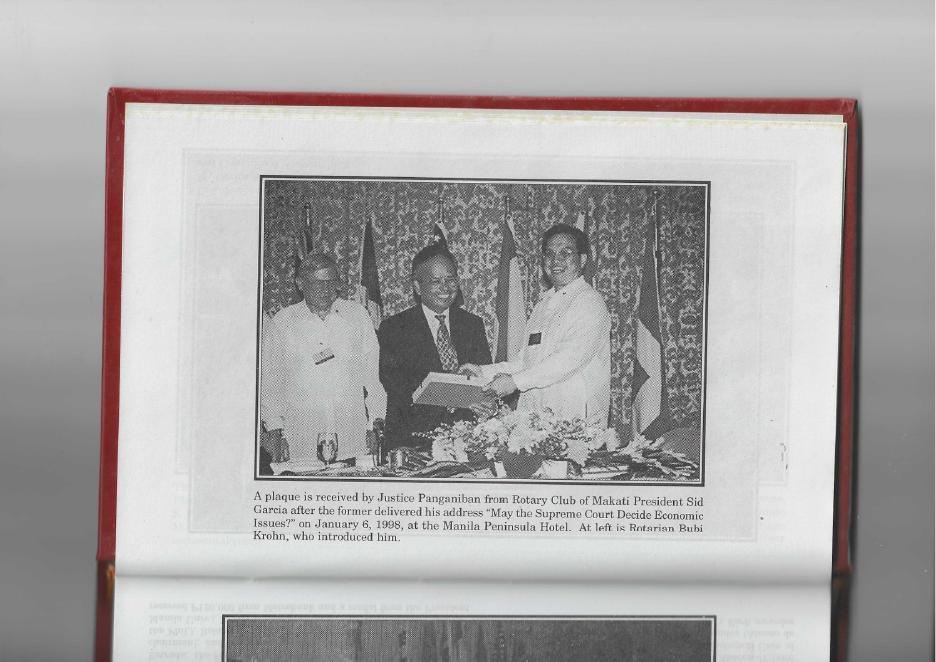 A plaque is received by Justice Panganiban from Rotary Club of Makati President Sid
Garcia after the former delivered his address “May the Supreme Court Decide Economic
Issues?” on January 6, 1998, at the Manila Peninsula Hotel. At left is Rotarian Bubi
Krohn, who introduced him.